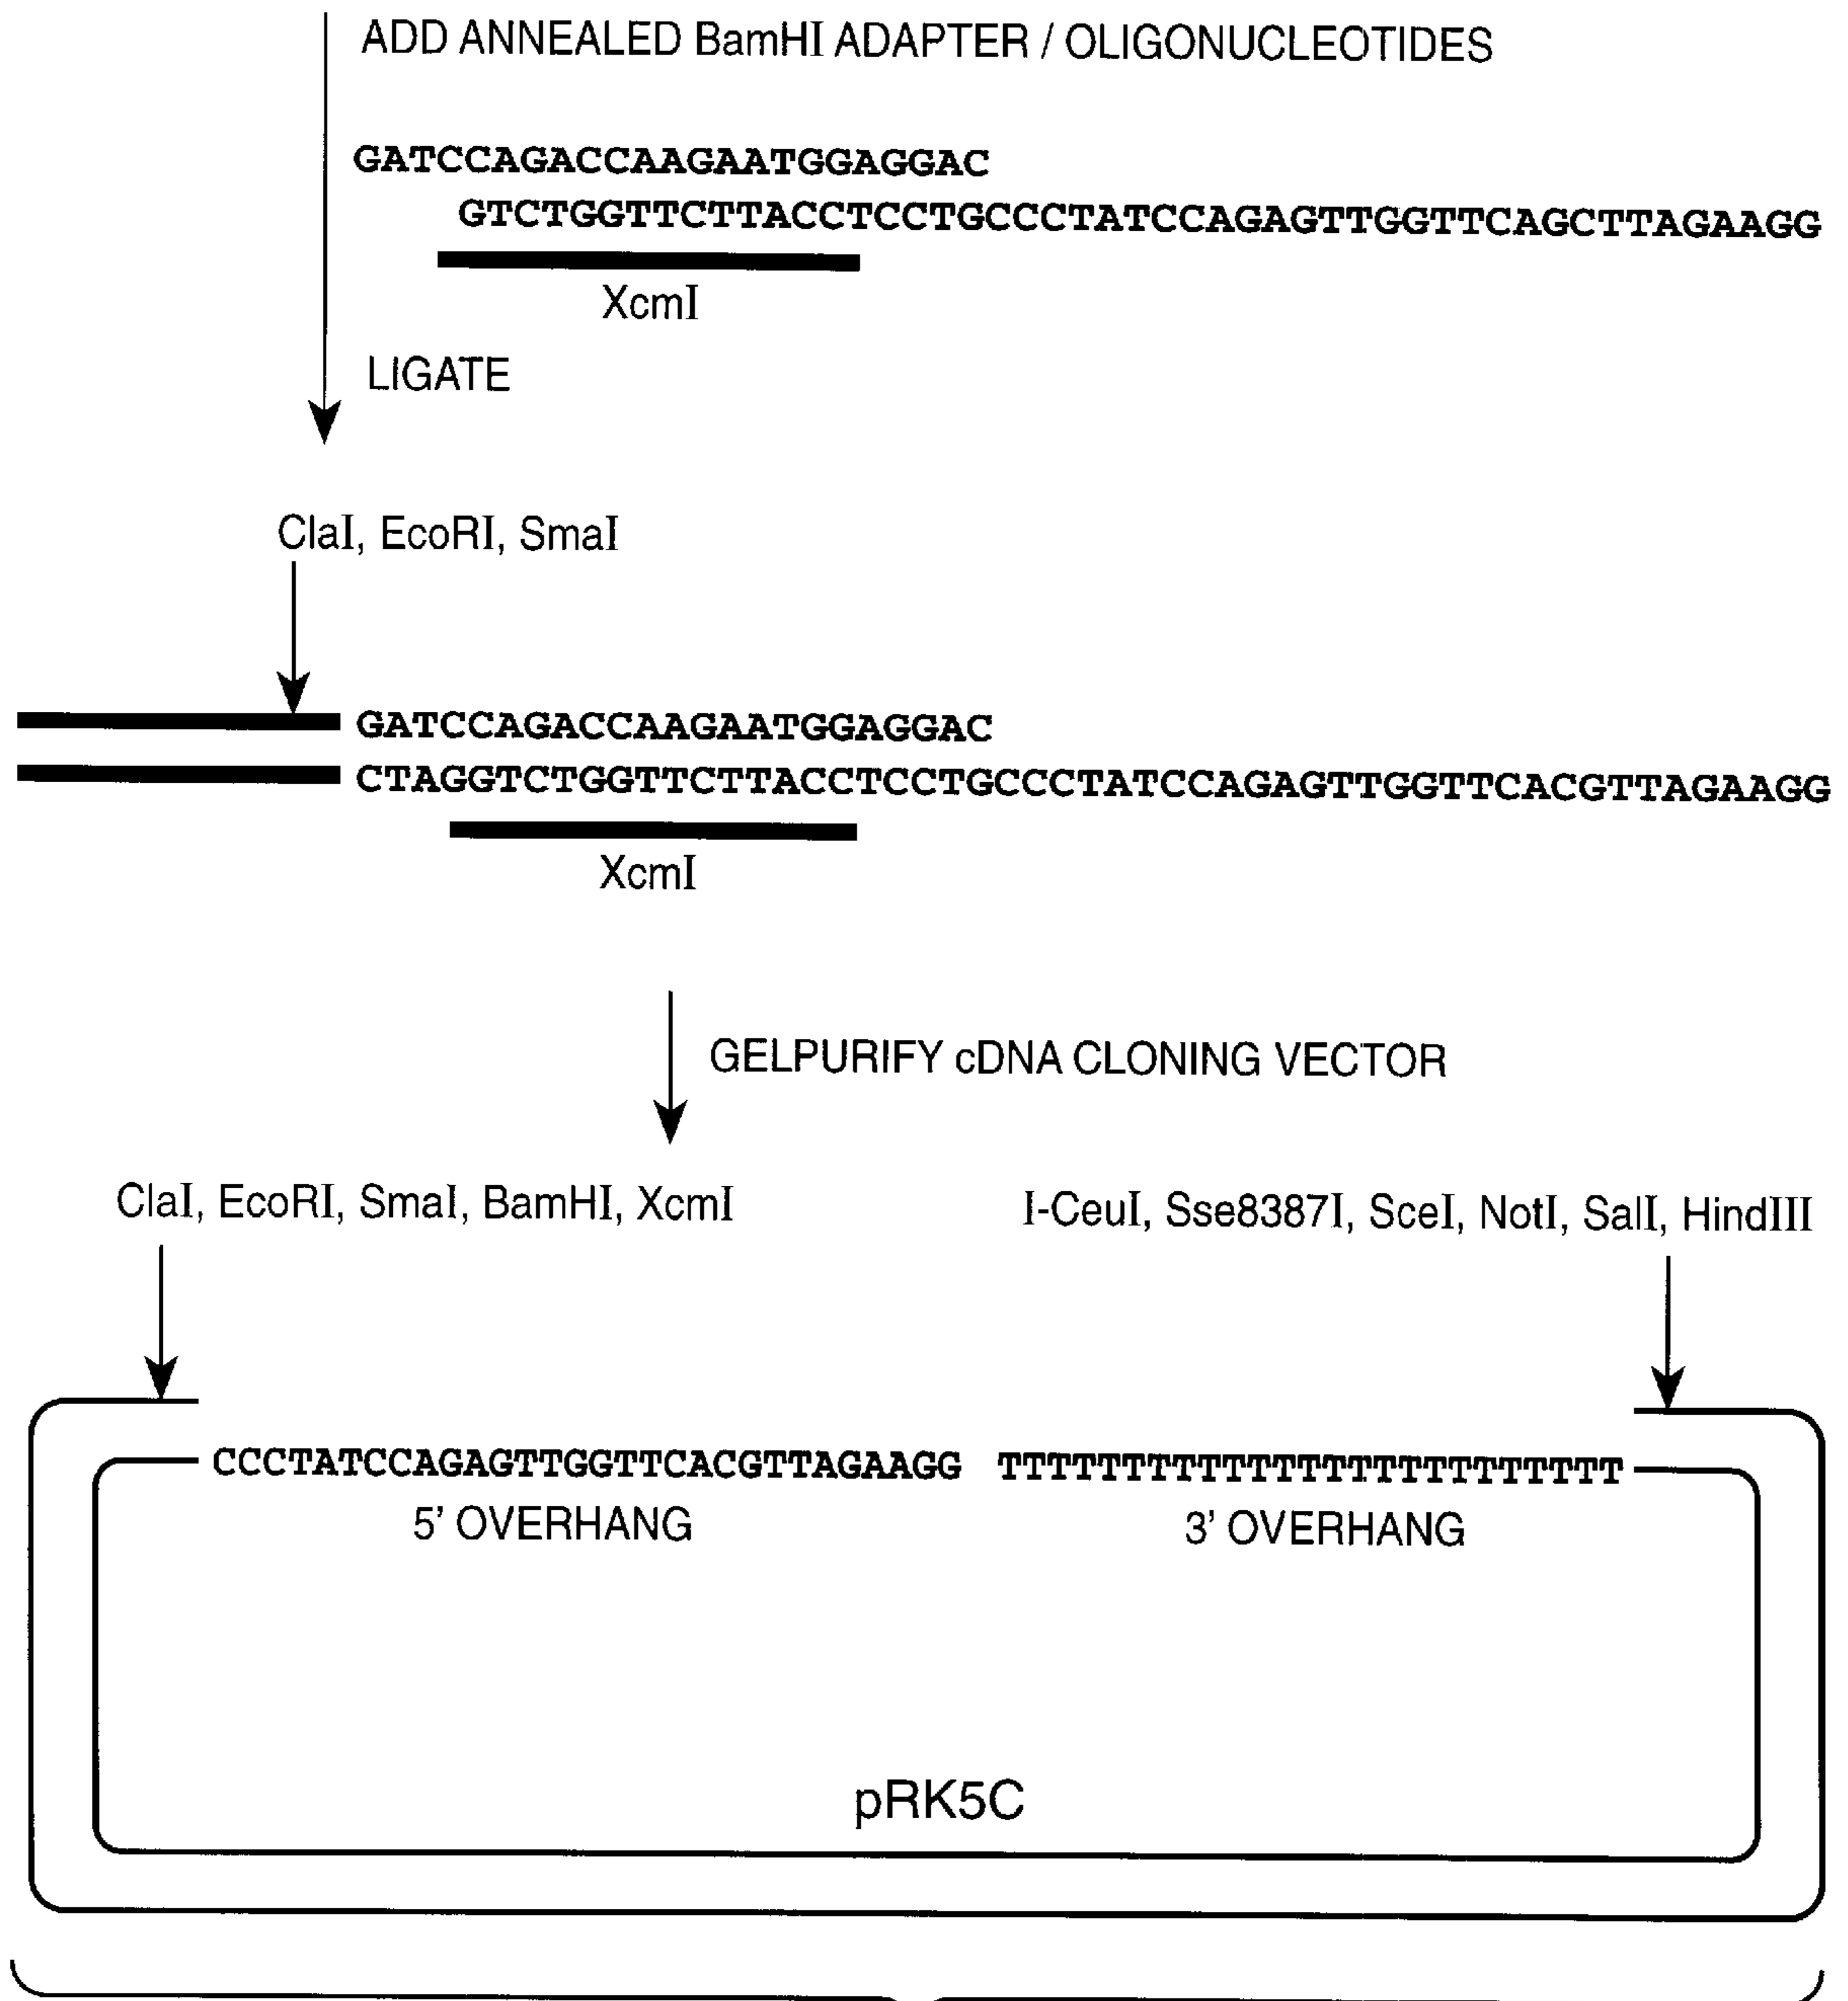 ADD ANNEALED BamHI ADAPTER / OLIGONUCLEOTIDES
GATCCAGACCAAGAATGGAGGAC
GTCTGGTTCTTACCTCCTGCCCTATCCAGAGTTGGTTCAGCTTAGAAGG
XcmI
LIGATE
ClaI, EcoRI, SmaI
GATCCAGACCAAGAATGGAGGAC
CTAGGTCTGGTTCTTACCTCCTGCCCTATCCAGAGTTGGTTCACGTTAGAAGG
XcmI
GELPURIFY cDNA CLONING VECTOR
ClaI, EcoRI, SmaI, BamHI, XcmI
I-CeuI, Sse8387I, SceI, NotI, SalI, HindIII
CCCTATCCAGAGTTGGTTCACGTTAGAAGG TTTTTTTTTTTTTTTTTTTTTTTTT
5' OVERHANG
3' OVERHANG
pRK5C